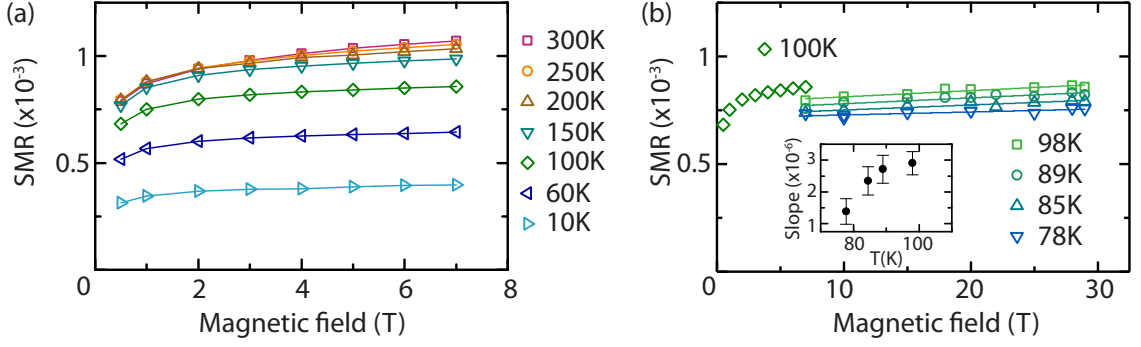 (a)
SMR (x10⁻³)
1
0.5
0
0
2
4
6
8
Magnetic field (T)
300K
250K
200K
150K
100K
60K
10K
(b)
SMR (x10⁻³)
1
0.5
0
0
10
20
30
Magnetic field (T)
100K
98K
89K
85K
78K
Slope (x10⁻⁶)
3
2
1
80
100
T(K)